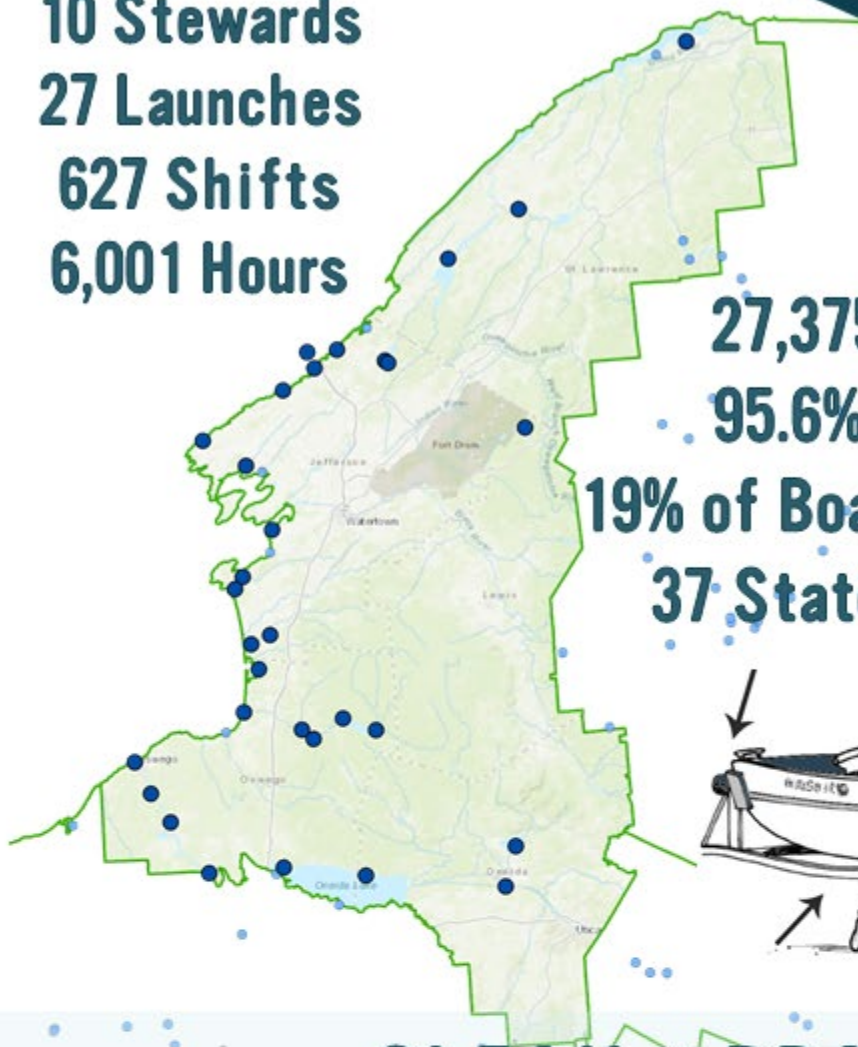 10 Stewards
27 Launches
627 Shifts
6,001 Hours
St Lawrence
27,375
95.6%
Fort Drum
Jefferson
19% of Boa
Watertown
Lewis
37 State
Oswego
Oneida
Oneida Lake
Utica